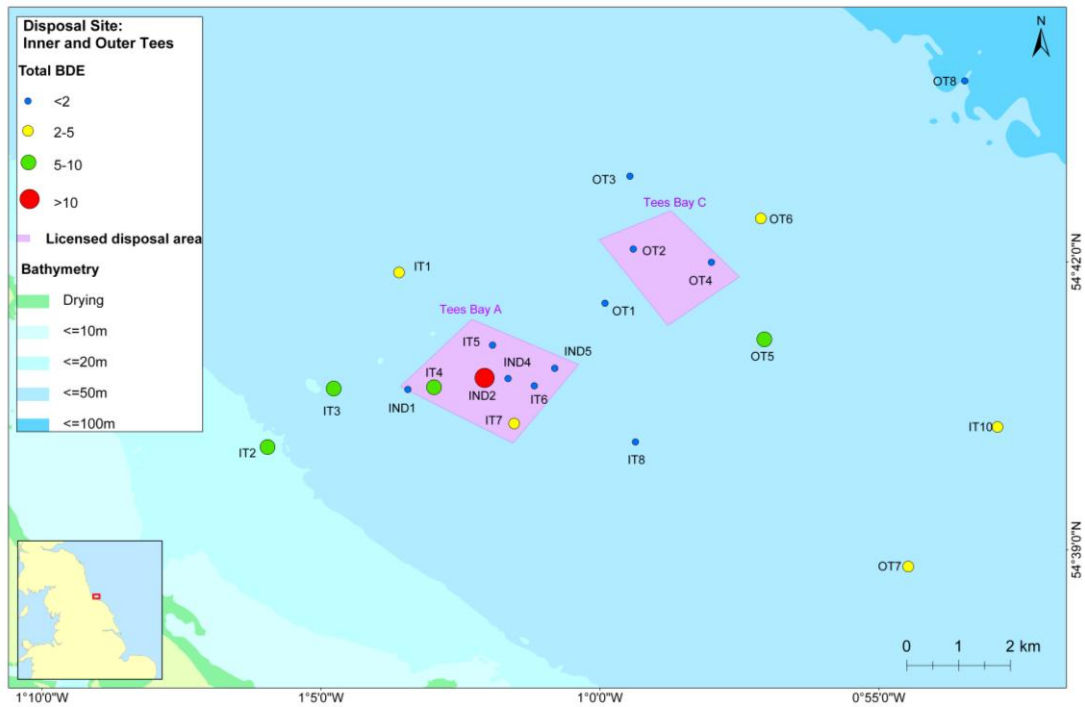 Disposal Site:
Inner and Outer Tees
Total BDE
<2
2-5
5-10
>10
Licensed disposal area
Bathymetry
Drying
<=10m
<=20m
<=50m
<=100m
N
OT8
OT3
Tees Bay C
OT6
OT2
OT4
IT1
OT1
Tees Bay A
IT5
OT5
IND5
IND4
IT4
IT6
IND2
IND1
IT3
IT7
IT10
IT2
IT8
OT7
54°42'0"N
54°39'0"N
0 1 2 km
1°10'0"W 1°5'0"W 1°0'0"W 0°55'0"W